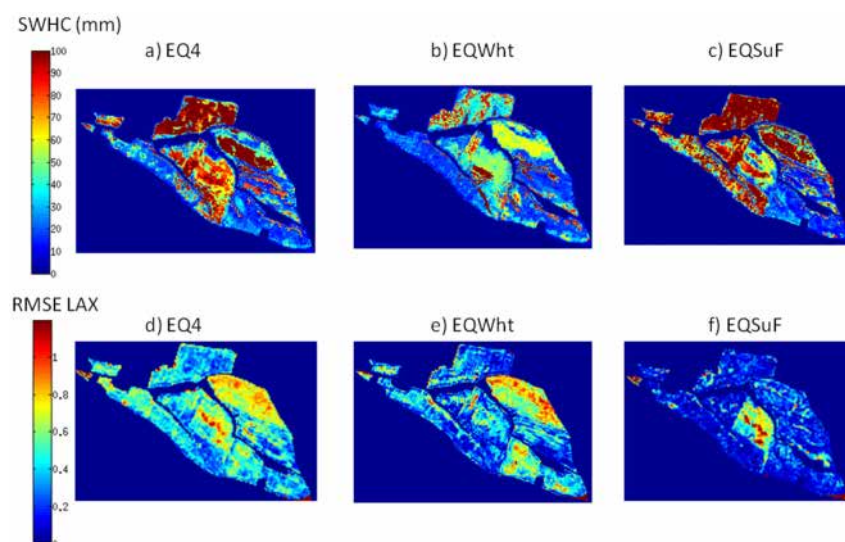 SWHC (mm)
a) EQ4
b) EQWht
c) EQSuF
100
90
80
70
60
50
40
30
20
10
0
RMSE LAX
d) EQ4
e) EQWht
f) EQSuF
1
0.8
0.6
0.4
0.2